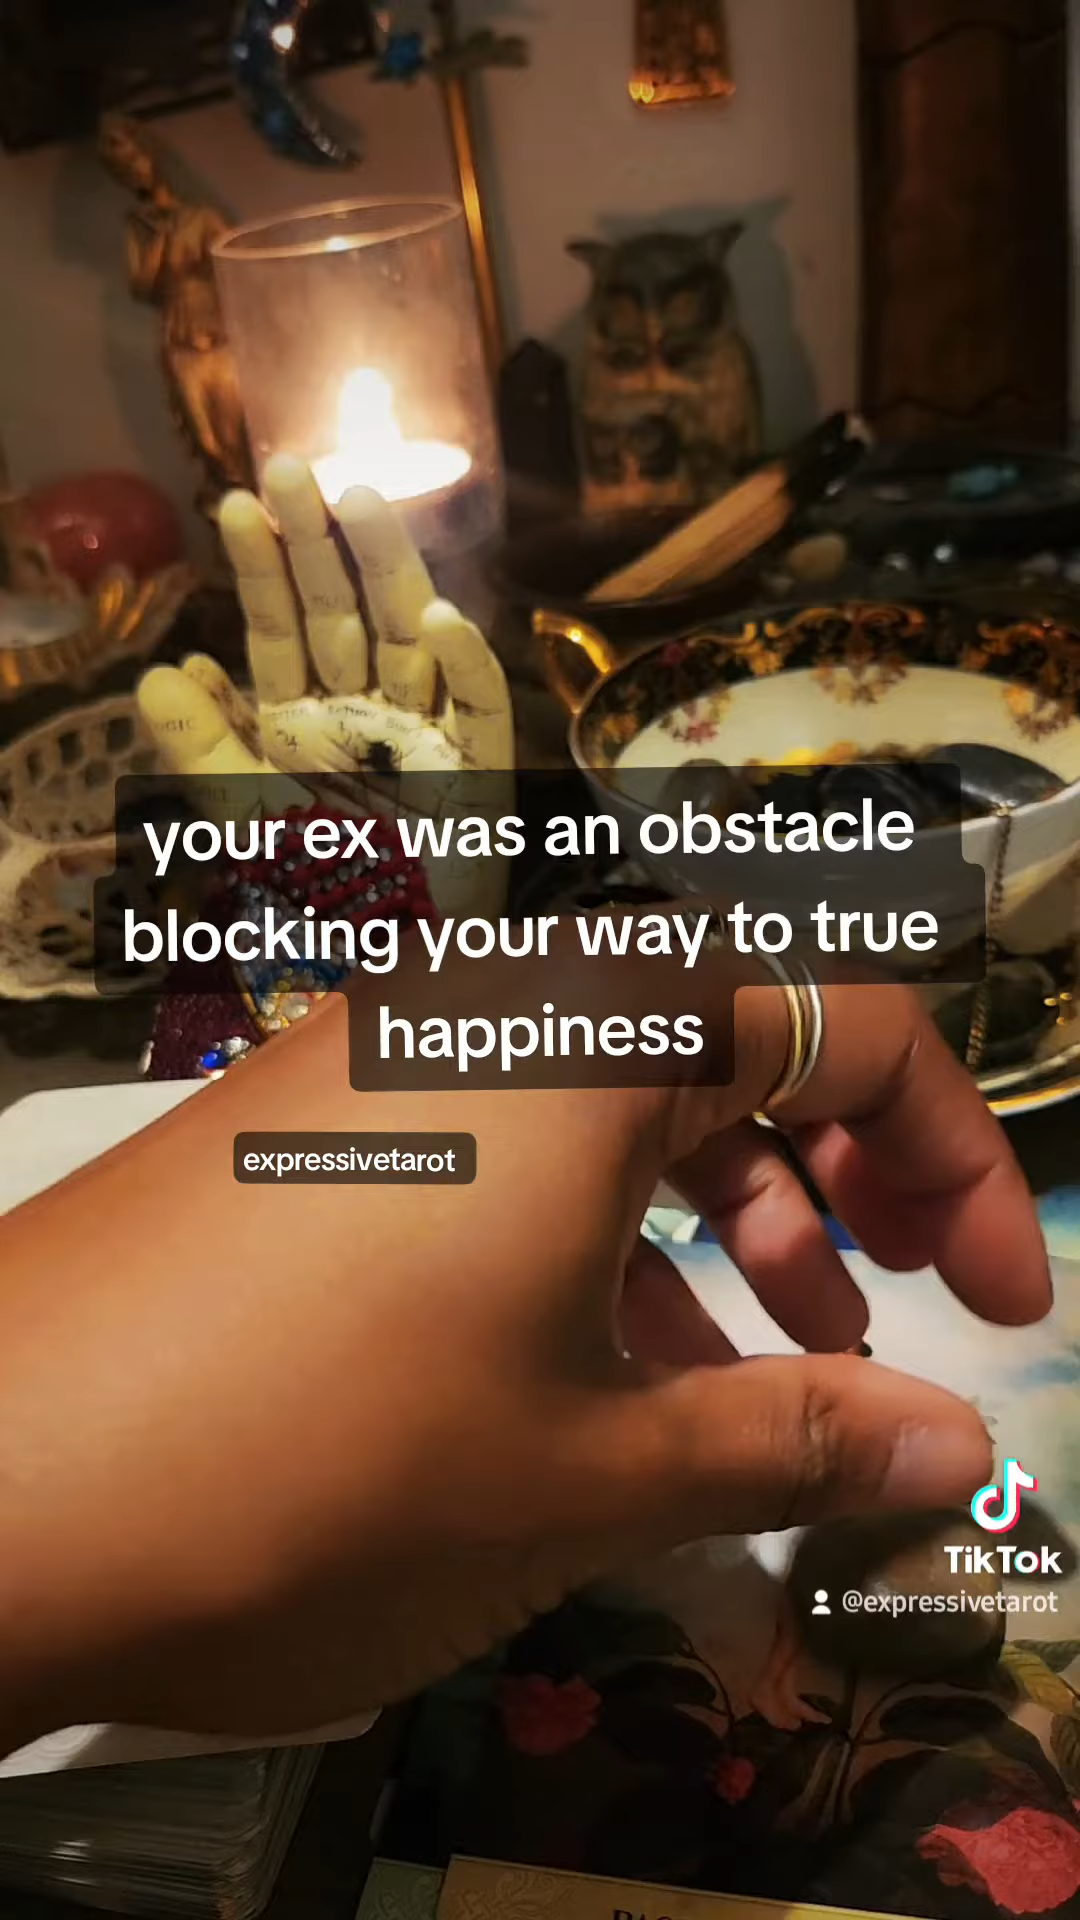 your ex was an obstacle
blocking your way to true
happiness
expressivetarot
TikTok
@expressivetarot